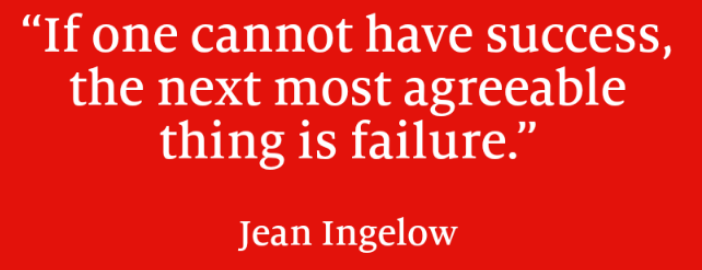 “If one cannot have success,
the next most agreeable
thing is failure.”
Jean Ingelow